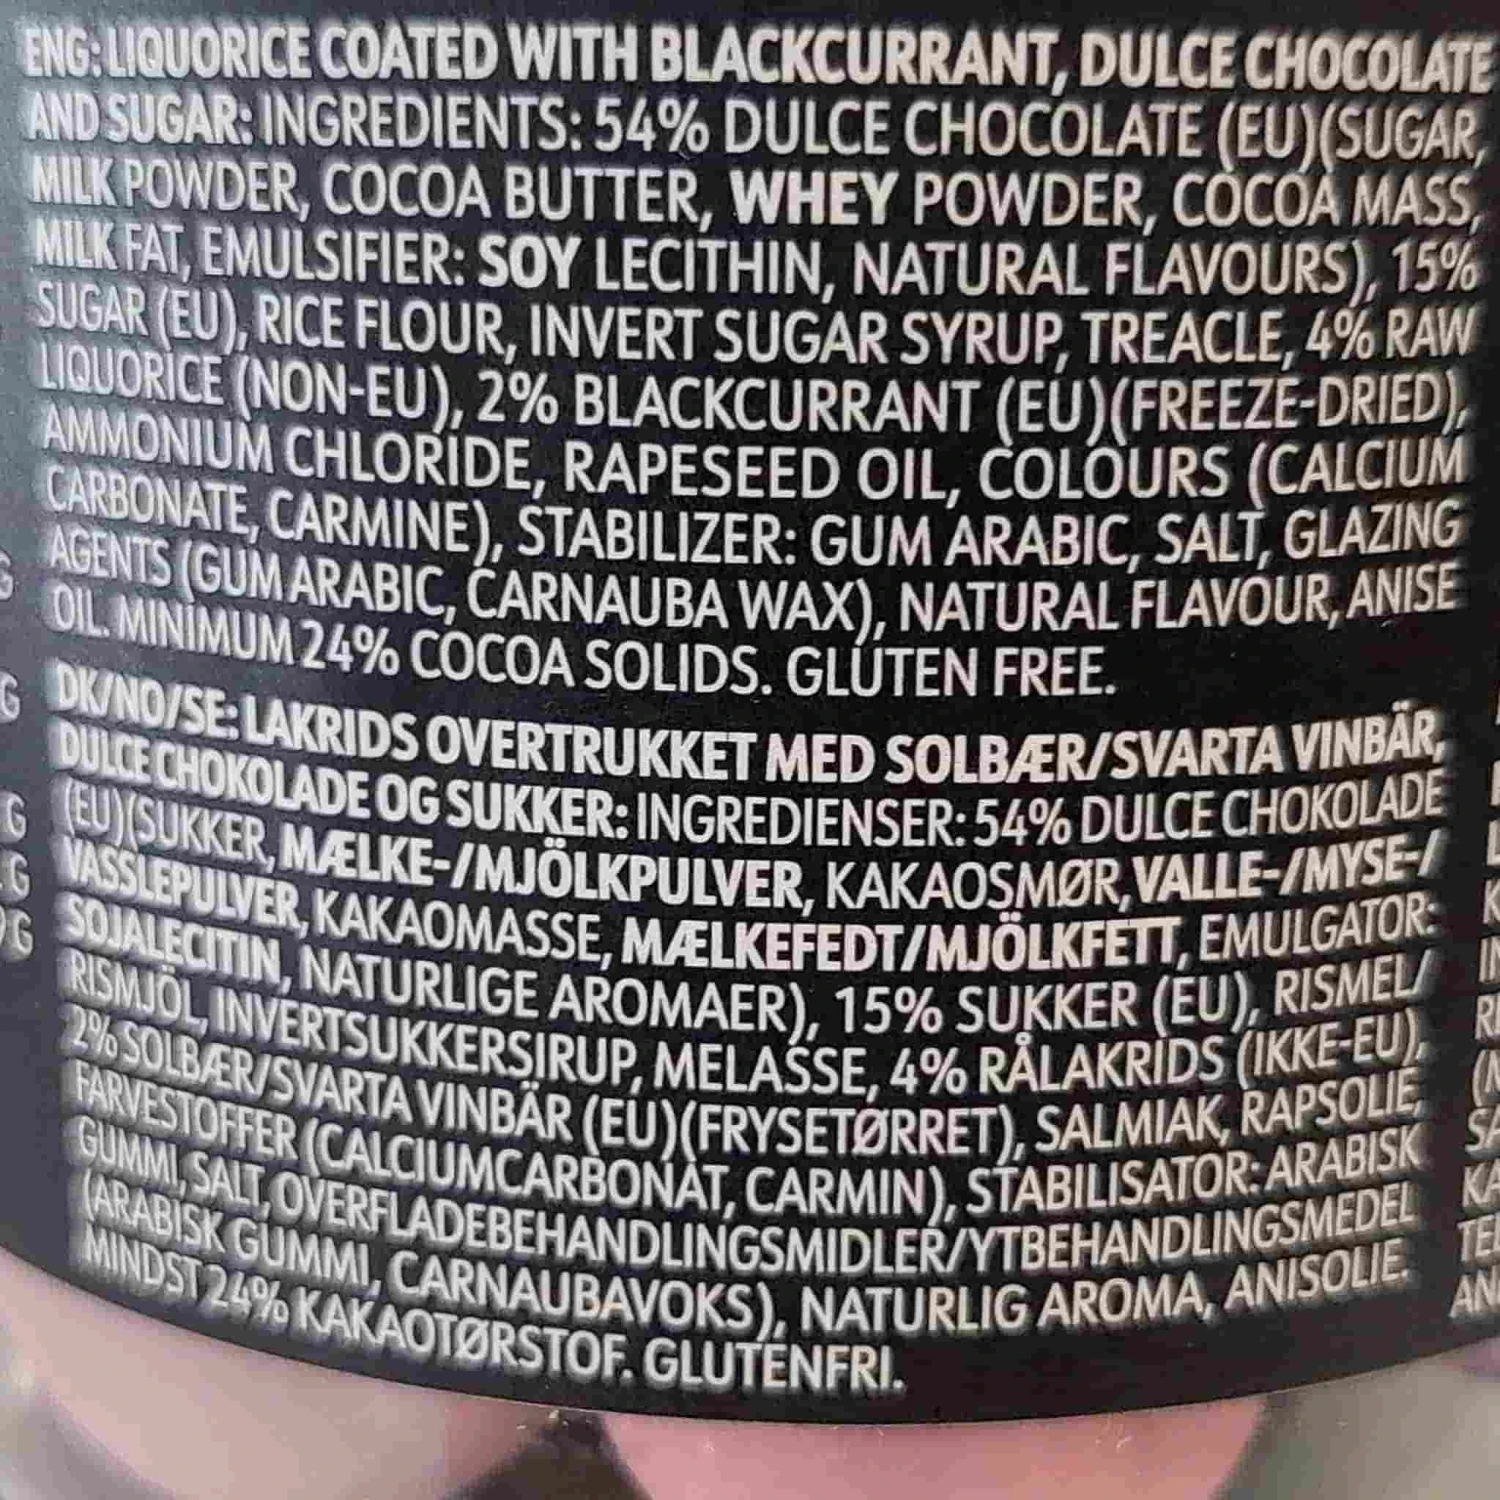 ENG: LIQUORICE COATED WITH BLACKCURRANT, DULCE CHOCOLATE
AND SUGAR: INGREDIENTS: 54% DULCE CHOCOLATE (EU)(SUGAR,
MILK POWDER, COCOA BUTTER, WHEY POWDER, COCOA MASS,
MILK FAT, EMULSIFIER: SOY LECITHIN, NATURAL FLAVOURS), 15%
SUGAR (EU), RICE FLOUR, INVERT SUGAR SYRUP, TREACLE, 4% RAW
LIQUORICE (NON-EU), 2% BLACKCURRANT (EU)(FREEZE-DRIED),
AMMONIUM CHLORIDE, RAPESEED OIL, COLOURS (CALCIUM
CARBONATE, CARMINE), STABILIZER: GUM ARABIC, SALT, GLAZING
AGENTS (GUM ARABIC, CARNAUBA WAX), NATURAL FLAVOUR, ANISE
OIL. MINIMUM 24% COCOA SOLIDS. GLUTEN FREE.
DK/NO/SE: LAKRIDS OVERTRUKKET MED SOLBÆR/SVARTA VINBÄR,
DULCE CHOKOLADE OG SUKKER: INGREDIENSER: 54% DULCE CHOKOLADE
(EU)(SUKKER, MÆLKE-/MJÖLKPULVER, KAKAOSMØR, VALLE-/MYSE-/
VASSLEPULVER, KAKAOMASSE, MÆLKEFEDT/MJÖLKFETT, EMULGATOR:
SOJALECITIN, NATURLIGE AROMAER), 15% SUKKER (EU), RISMEL/
RISMJÖL, INVERTSUKKERSIRUP, MELASSE, 4% RÅLAKRIDS (IKKE-EU),
2% SOLBÆR/SVARTA VINBÄR (EU)(FRYSETØRRET), SALMIAK, RAPSOLIE,
FARVESTOFFER (CALCIUMCARBONAT, CARMIN), STABILISATOR: ARABISK
GUMMI, SALT, OVERFLADEBEHANDLINGSMIDLER/YTBEHANDLINGSMEDEL
(ARABISK GUMMI, CARNAUBAVOKS), NATURLIG AROMA, ANISOLIE.
MINDST 24% KAKAOTØRSTOF. GLUTENFRI.